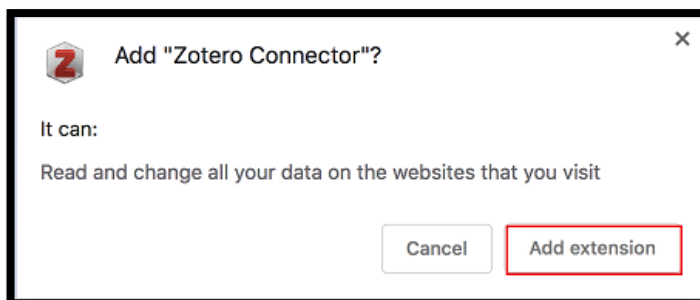 Z
Add "Zotero Connector"?
It can:
Read and change all your data on the websites that you visit
Cancel
Add extension